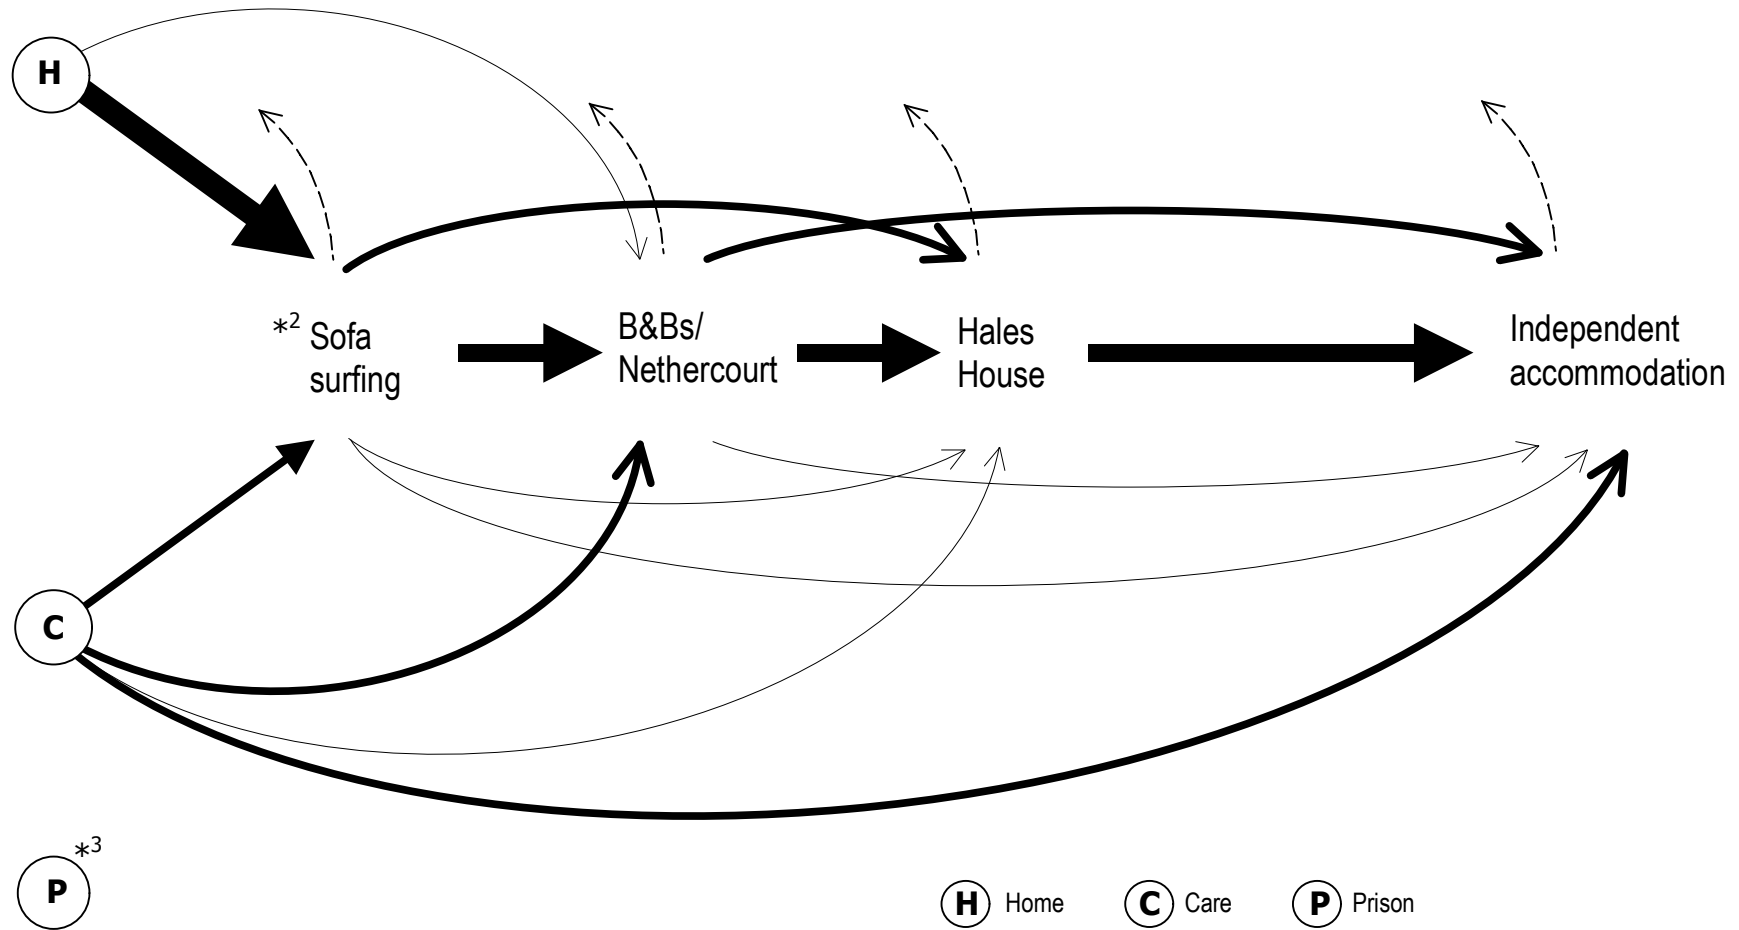 H
*2 Sofa
surfing
B&Bs/
Nethercourt
Hales
House
Independent
accommodation
C
P *3
H Home C Care P Prison